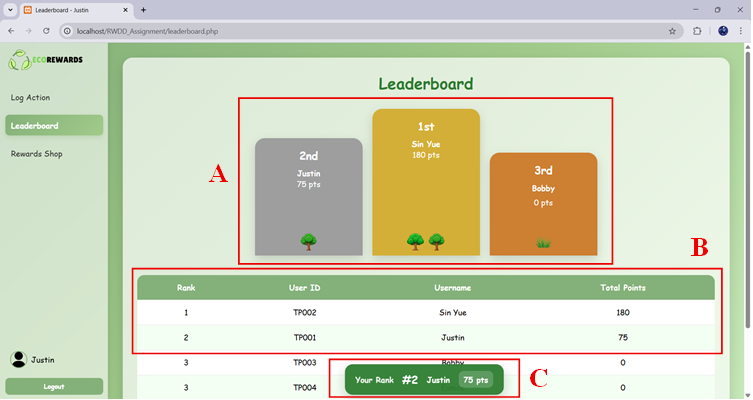 Leaderboard - Justin
localhost/RWDD_Assignment/leaderboard.php
ECOREWARDS
Log Action
Leaderboard
Rewards Shop
Justin
Logout
Leaderboard
A
2nd
Justin
75 pts
1st
Sin Yue
180 pts
3rd
Bobby
0 pts
B
Rank User ID Username Total Points
1 TP002 Sin Yue 180
2 TP001 Justin 75
3 TP003 Bobby 0
3 TP004 0
Your Rank #2 Justin 75 pts
C